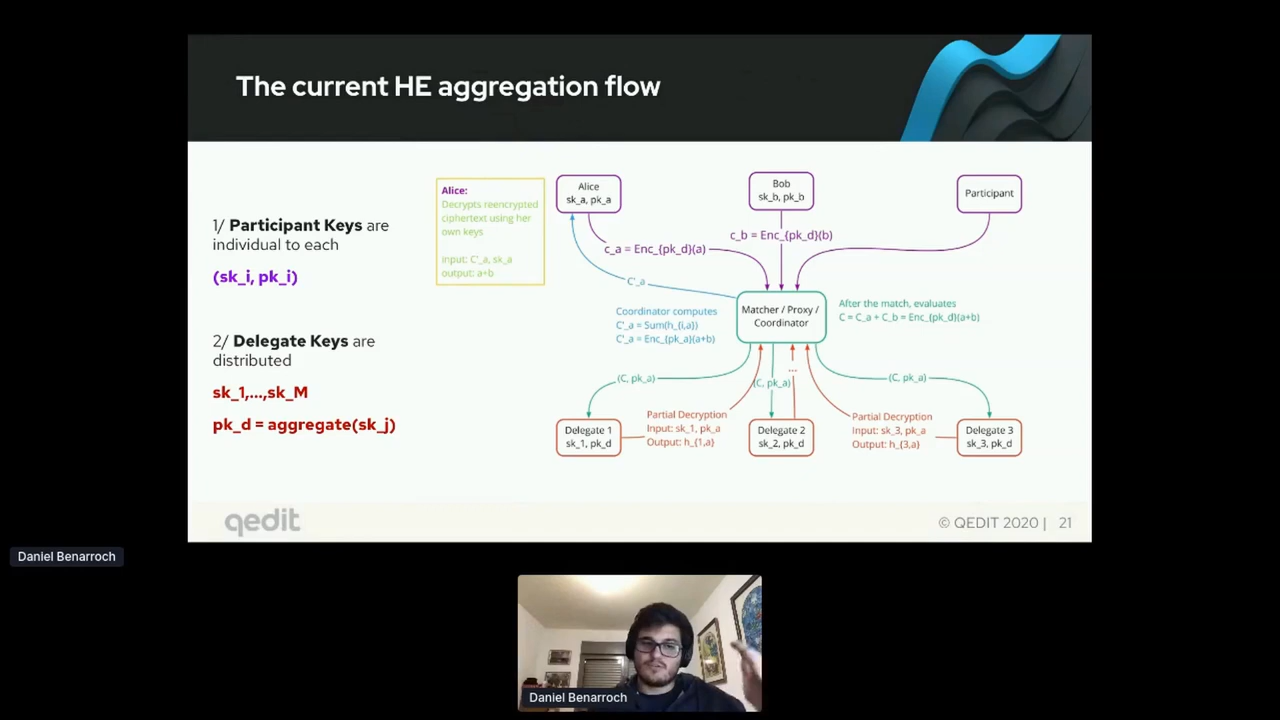 The current HE aggregation flow
1/ Participant Keys are
individual to each
(sk_i, pk_i)
2/ Delegate Keys are
distributed
sk_1,...,sk_M
pk_d = aggregate(sk_j)
Alice:
Decrypts reencrypted
ciphertext using her
own keys
Input: C'_a, sk_a
output: a+b
Alice
sk_a, pk_a
Bob
sk_b, pk_b
Participant
c_a = Enc_{pk_d}(a)
c_b = Enc_{pk_d}(b)
C'_a
Coordinator computes
C'_a = Sum(h_{i,a})
C'_a = Enc_{pk_a}(a+b)
Matcher / Proxy /
Coordinator
After the match, evaluates
C = C_a + C_b = Enc_{pk_d}(a+b)
(C, pk_a)
(C, pk_a)
...
(C, pk_a)
Partial Decryption
Input: sk_1, pk_a
Output: h_{1,a}
Partial Decryption
Input: sk_3, pk_a
Output: h_{3,a}
Delegate 1
sk_1, pk_d
Delegate 2
sk_2, pk_d
Delegate 3
sk_3, pk_d
qedit
© QEDIT 2020 | 21
Daniel Benarroch
Daniel Benarroch